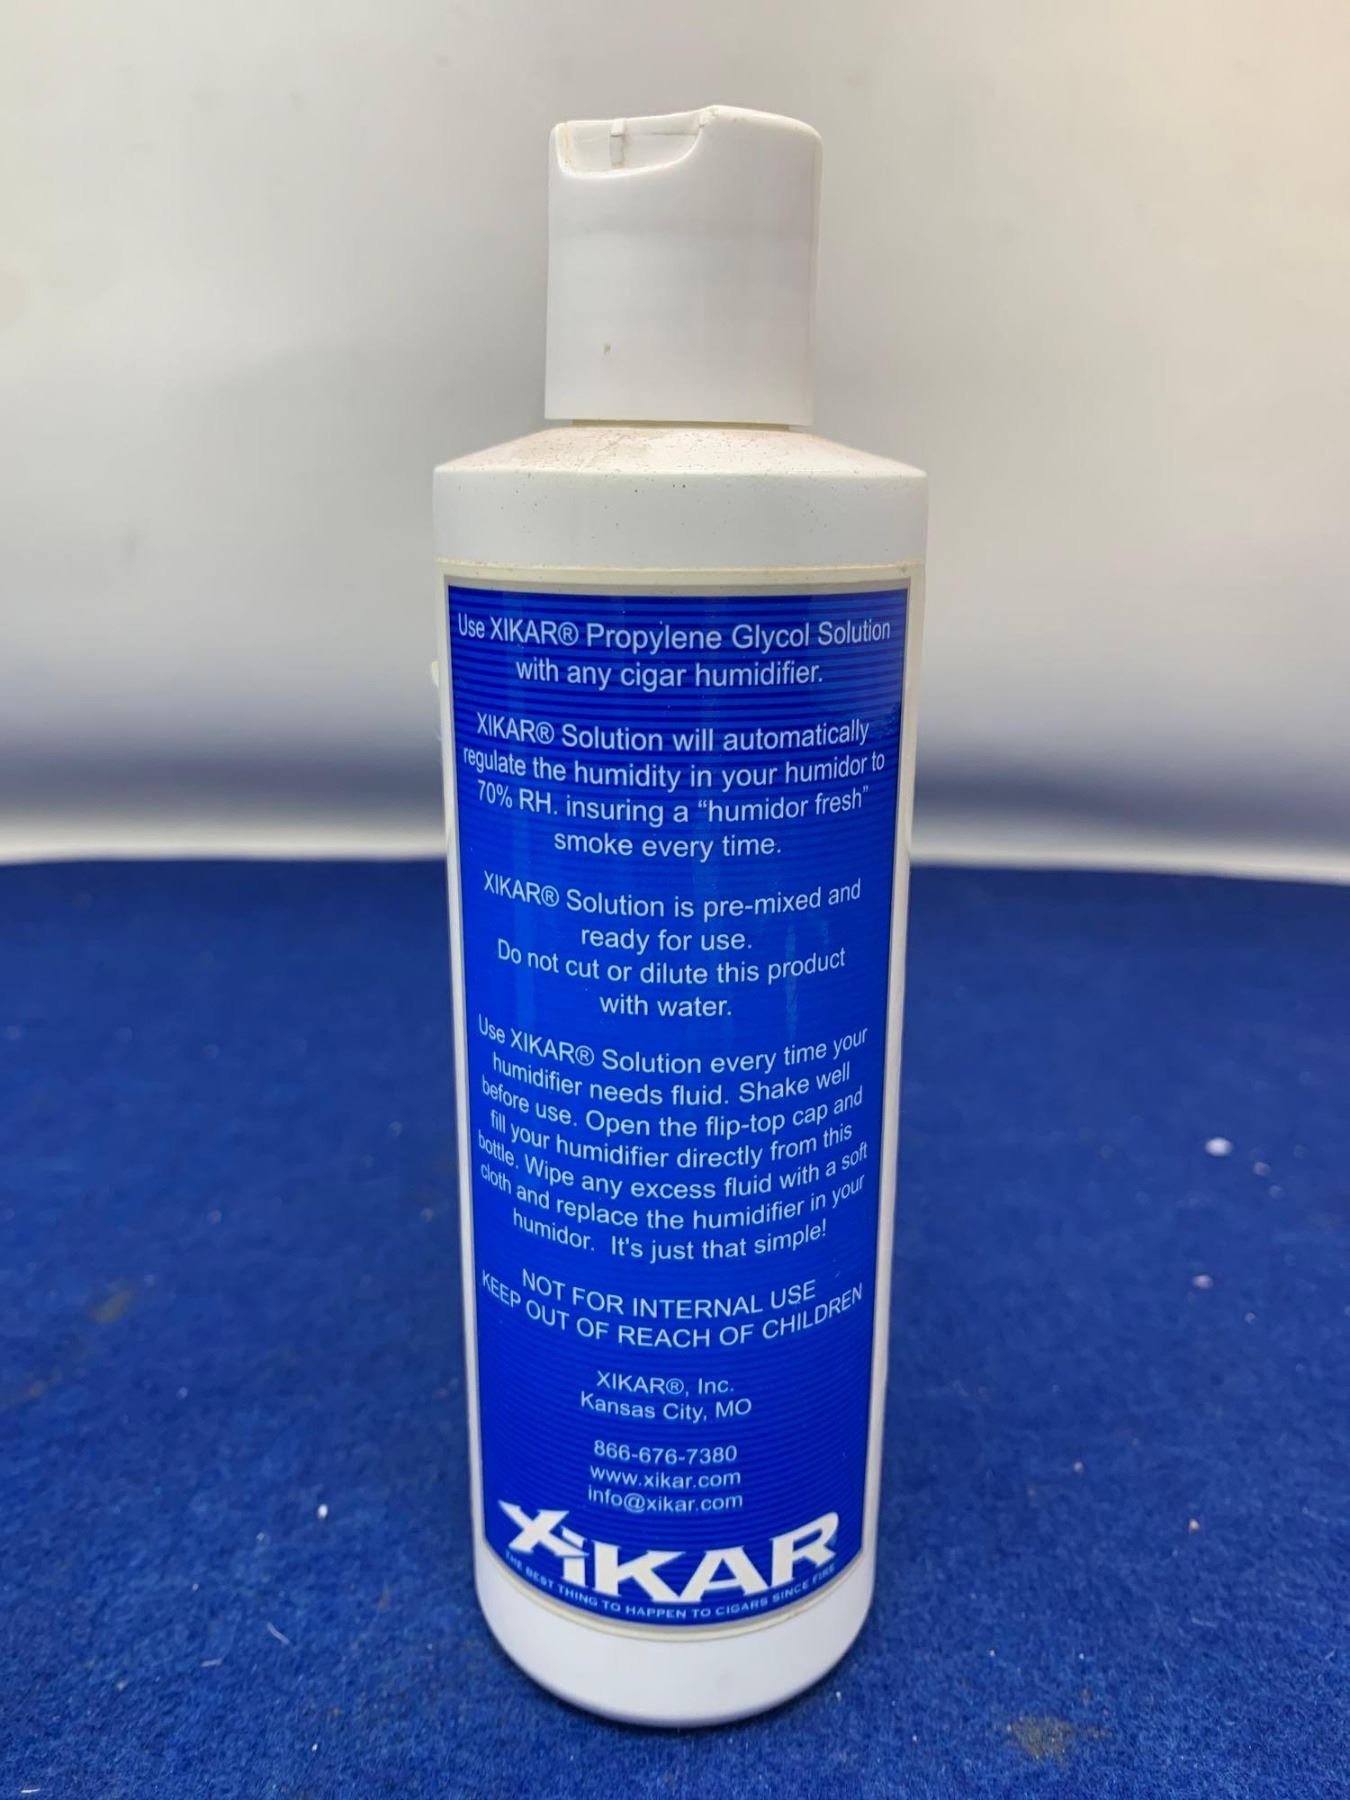 Use XIKAR® Propylene Glycol Solution
with any cigar humidifier.
XIKAR® Solution will automatically
regulate the humidity in your humidor to
70% RH. insuring a “humidor fresh”
smoke every time.
XIKAR® Solution is pre-mixed and
ready for use.
Do not cut or dilute this product
with water.
Use XIKAR® Solution every time your
humidifier needs fluid. Shake well
before use. Open the flip-top cap and
fill your humidifier directly from this
bottle. Wipe any excess fluid with a soft
cloth and replace the humidifier in your
humidor. It's just that simple!
NOT FOR INTERNAL USE
KEEP OUT OF REACH OF CHILDREN
XIKAR®, Inc.
Kansas City, MO
866-676-7380
www.xikar.com
info@xikar.com
XIKAR
THE BEST THING TO HAPPEN TO CIGARS SINCE FIRE